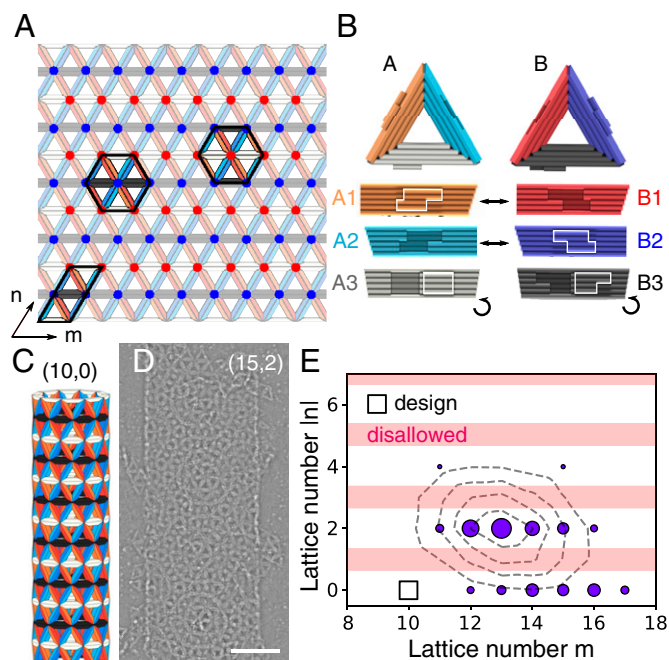 A
n
m
B
A B
A1 B1
A2 B2
A3 B3
C
(10,0)
D (15,2)
E
Lattice number |n|
6
4
2
0
design
disallowed
8 10 12 14 16 18
Lattice number m